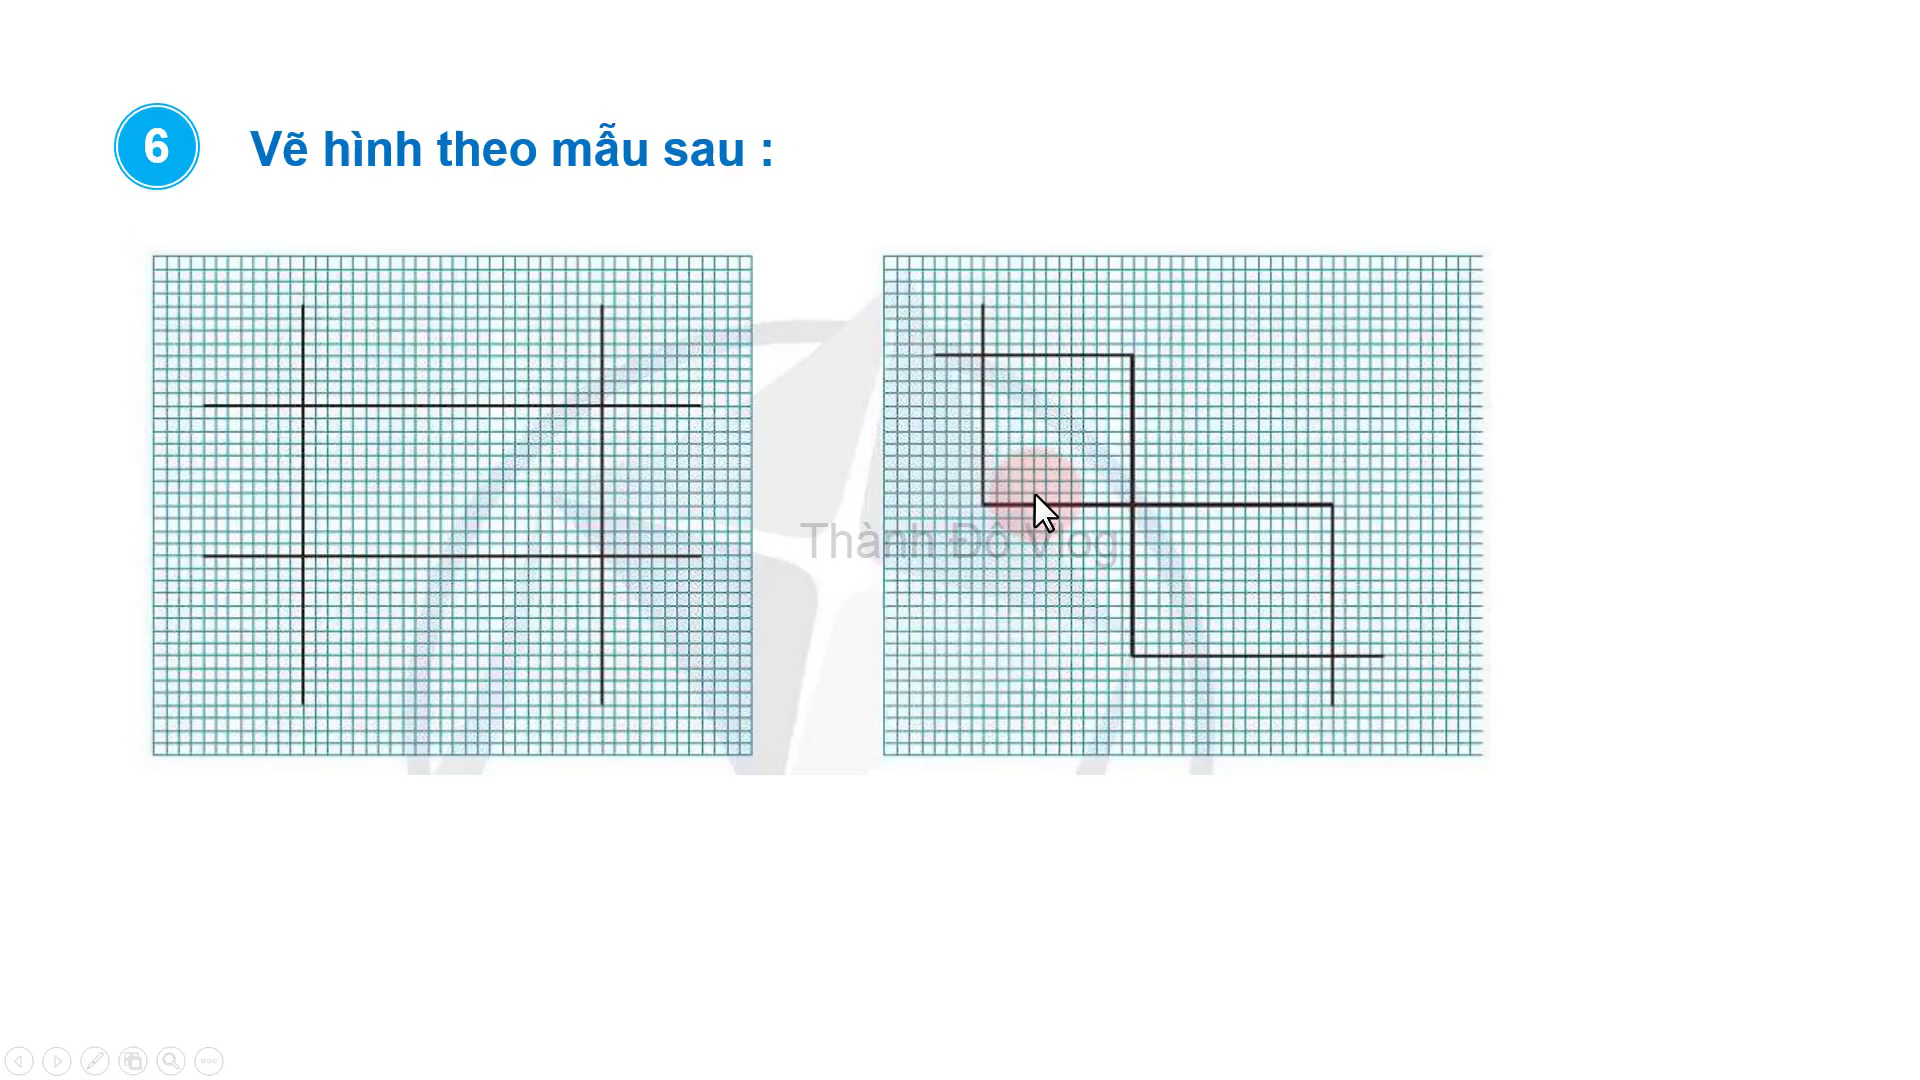 6
Vẽ hình theo mẫu sau :
Thành Đô Vlog